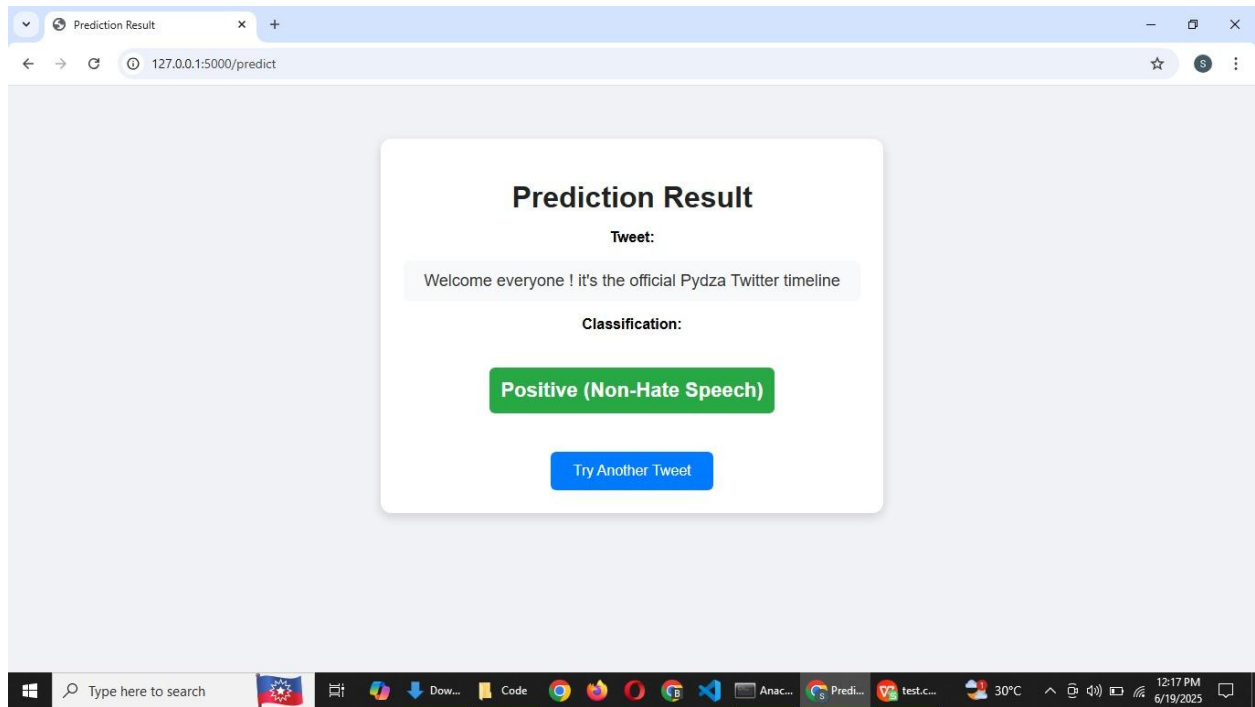 Prediction Result
127.0.0.1:5000/predict
S
Prediction Result
Tweet:
Welcome everyone ! it's the official Pydza Twitter timeline
Classification:
Positive (Non-Hate Speech)
Try Another Tweet
Type here to search
Dow...
Code
Anac...
Predi...
test.c...
1
30°C
12:17 PM
6/19/2025